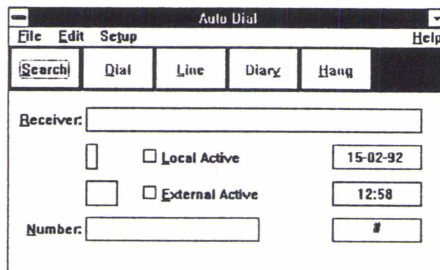 Auto Dial
File Edit Setup Help
Search Dial Line Diary Hang
Receiver:
Local Active 15-02-92
External Active 12:58
Number: #